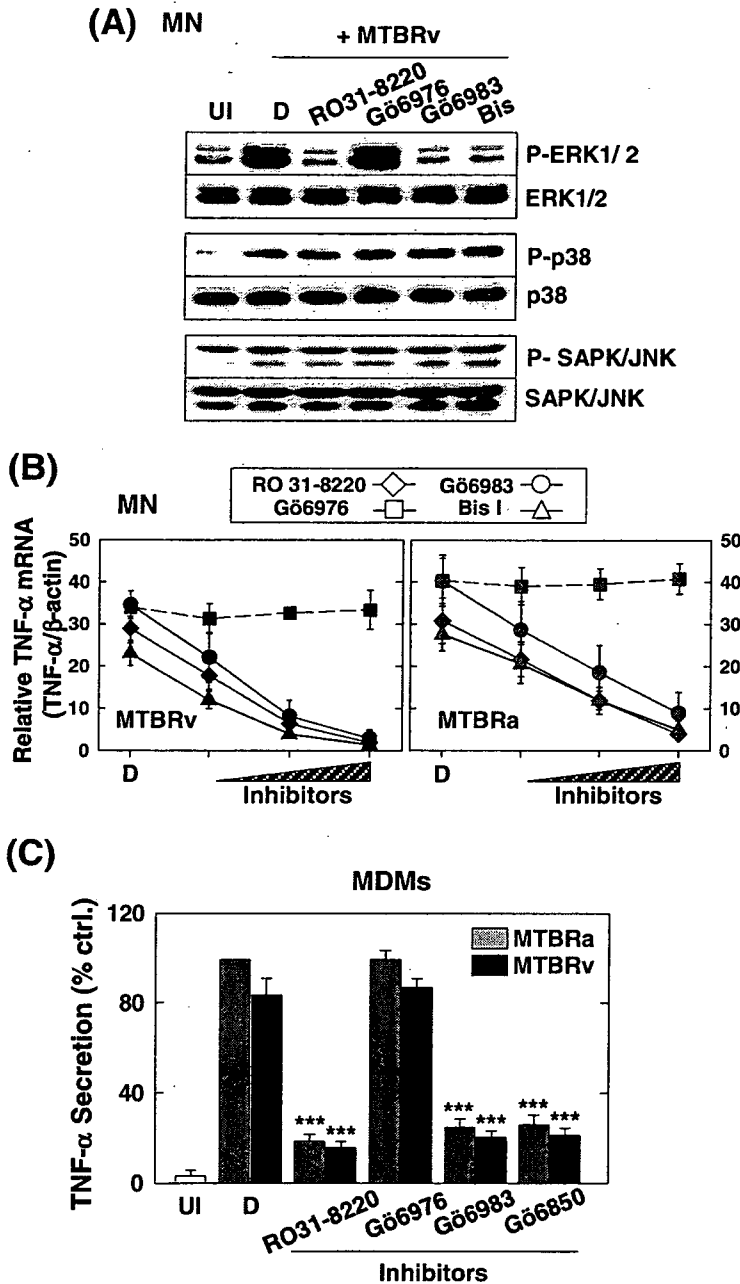 (A) MN
+ MTBRv
UI D RO31-8220 Gö6976 Gö6983 Bis
P-ERK1/2
ERK1/2
P-p38
p38
P- SAPK/JNK
SAPK/JNK
(B)
MN
RO 31-8220 Gö6983
Gö6976 Bis I
Relative TNF-α mRNA
(TNF-α/β-actin)
50 50
40 40
30 30
20 20
10 10
0 0
MTBRv MTBRa
D D
Inhibitors Inhibitors
(C)
MDMs
TNF-α Secretion (% ctrl.)
120
80
40
0
MTBRa
MTBRv
*** *** *** *** *** ***
UI D RO31-8220 Gö6976 Gö6983 Gö6850
Inhibitors